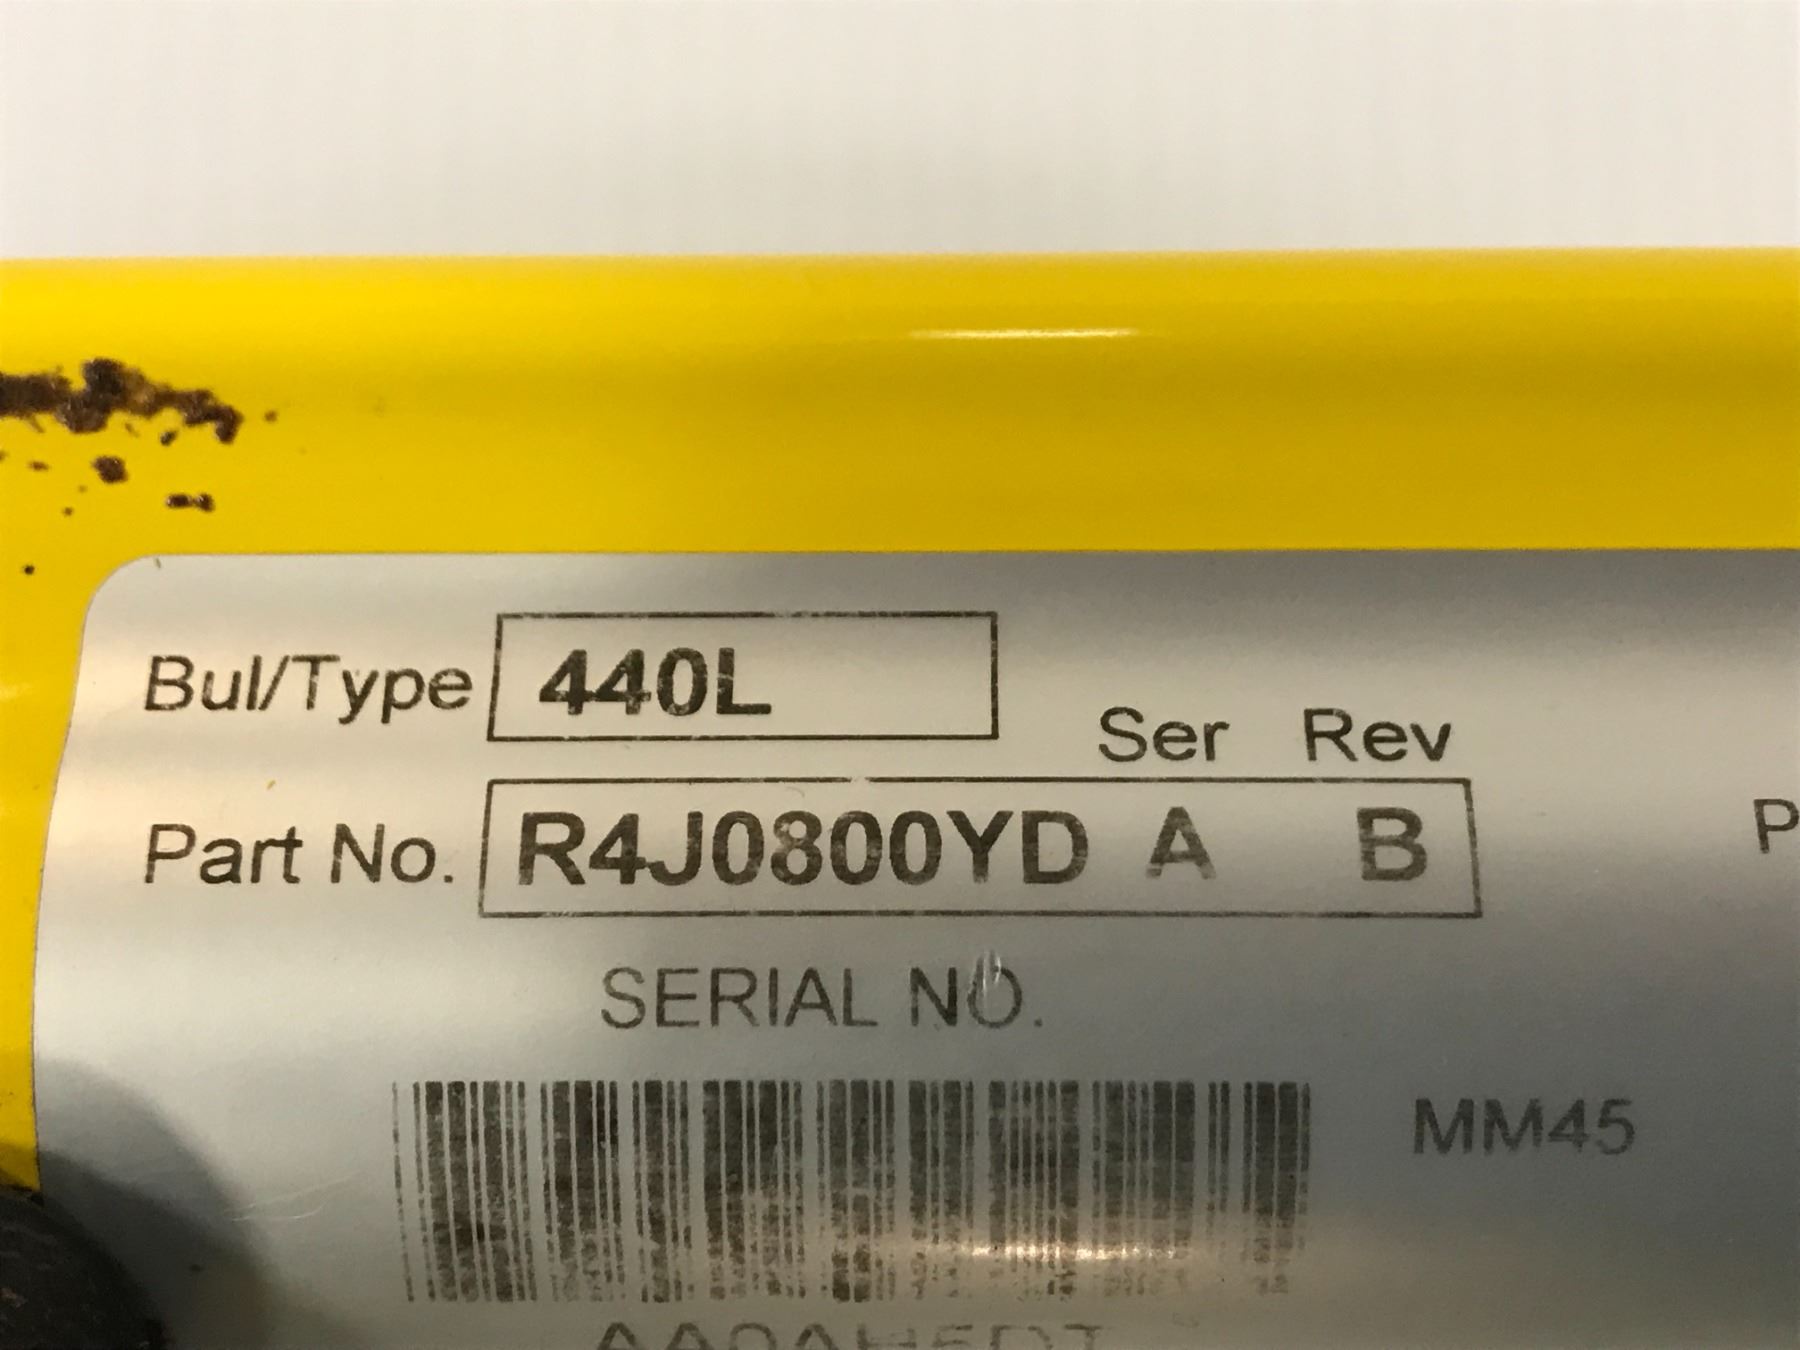 Bul/Type 440L
Ser Rev
Part No. R4J0800YD A B
P
SERIAL NO.
MM45